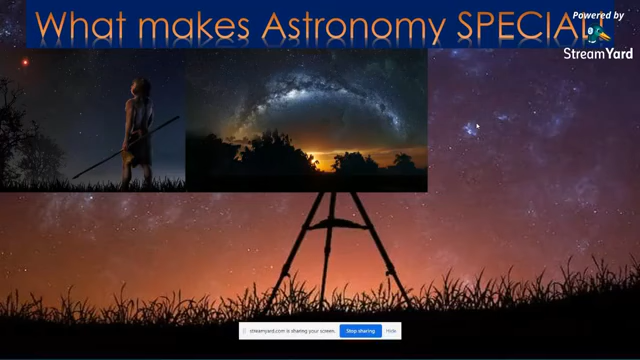 What makes Astronomy SPECIAL!
Powered by
StreamYard
streamyard.com is sharing your screen.
Stop sharing
Hide